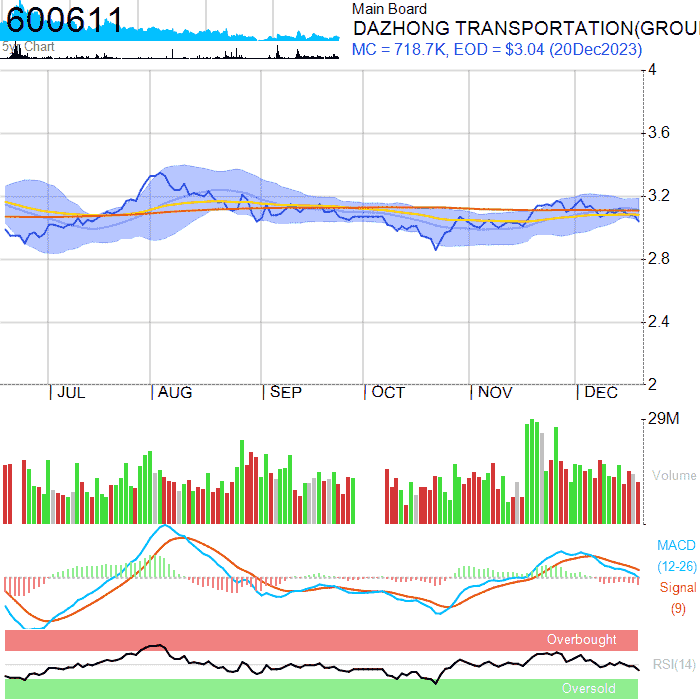 600611
5yr Chart
Main Board
DAZHONG TRANSPORTATION(GROU
MC = 718.7K, EOD = $3.04 (20Dec2023)
4
3.6
3.2
2.8
2.4
2
JUL AUG SEP OCT NOV DEC
29M
Volume
MACD
(12-26)
Signal
(9)
Overbought
RSI(14)
Oversold